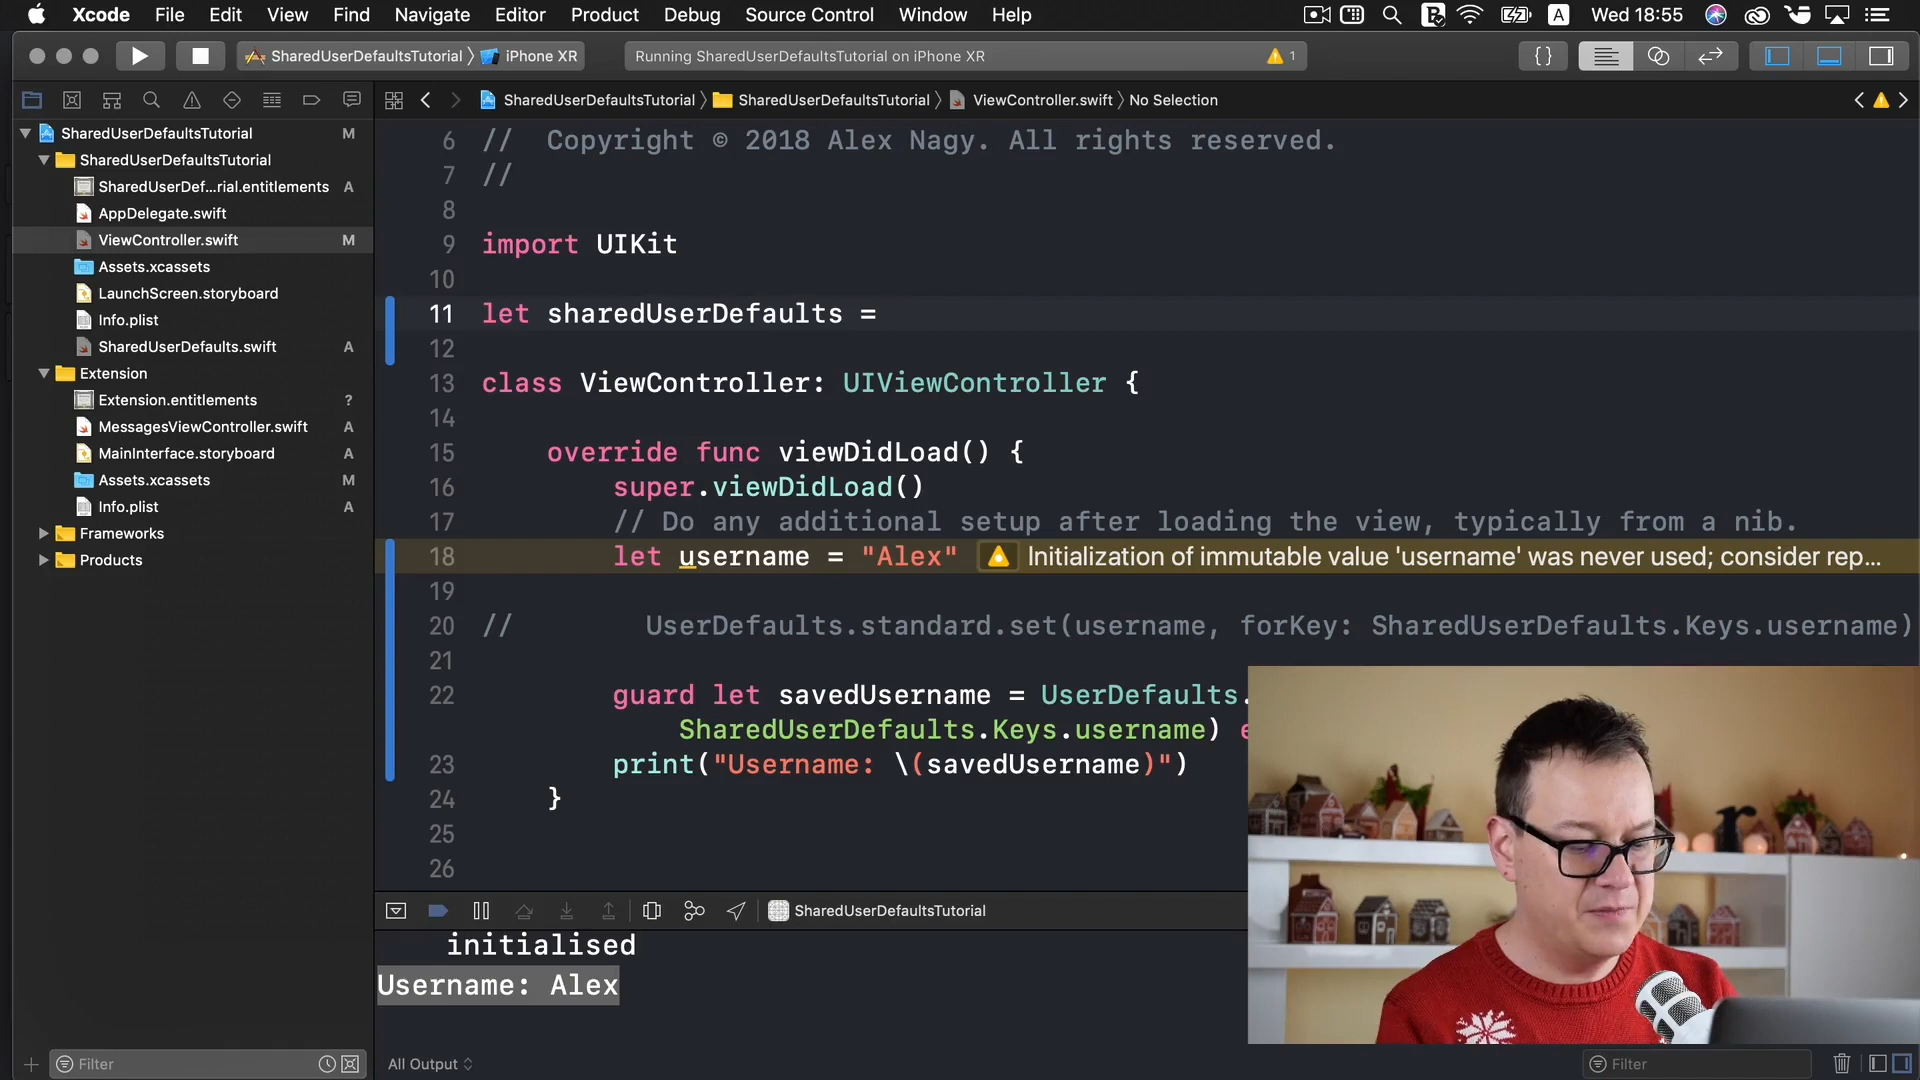 Xcode File Edit View Find Navigate Editor Product Debug Source Control Window Help A Wed 18:55
SharedUserDefaultsTutorial iPhone XR Running SharedUserDefaultsTutorial on iPhone XR 1 {}
SharedUserDefaultsTutorial SharedUserDefaultsTutorial ViewController.swift No Selection
SharedUserDefaultsTutorial M
SharedUserDefaultsTutorial
SharedUserDef...rial.entitlements A
AppDelegate.swift
ViewController.swift M
Assets.xcassets
LaunchScreen.storyboard
Info.plist
SharedUserDefaults.swift A
Extension
Extension.entitlements ?
MessagesViewController.swift A
MainInterface.storyboard A
Assets.xcassets M
Info.plist A
Frameworks
Products
Filter
6 // Copyright © 2018 Alex Nagy. All rights reserved.
7 //
8
9 import UIKit
10
11 let sharedUserDefaults =
12
13 class ViewController: UIViewController {
14
15 override func viewDidLoad() {
16 super.viewDidLoad()
17 // Do any additional setup after loading the view, typically from a nib.
18 let username = "Alex" Initialization of immutable value 'username' was never used; consider rep...
19
20 // UserDefaults.standard.set(username, forKey: SharedUserDefaults.Keys.username)
21
22 guard let savedUsername = UserDefaults.
SharedUserDefaults.Keys.username) e
23 print("Username: \(savedUsername)")
24 }
25
26
SharedUserDefaultsTutorial
initialised
Username: Alex
All Output
Filter